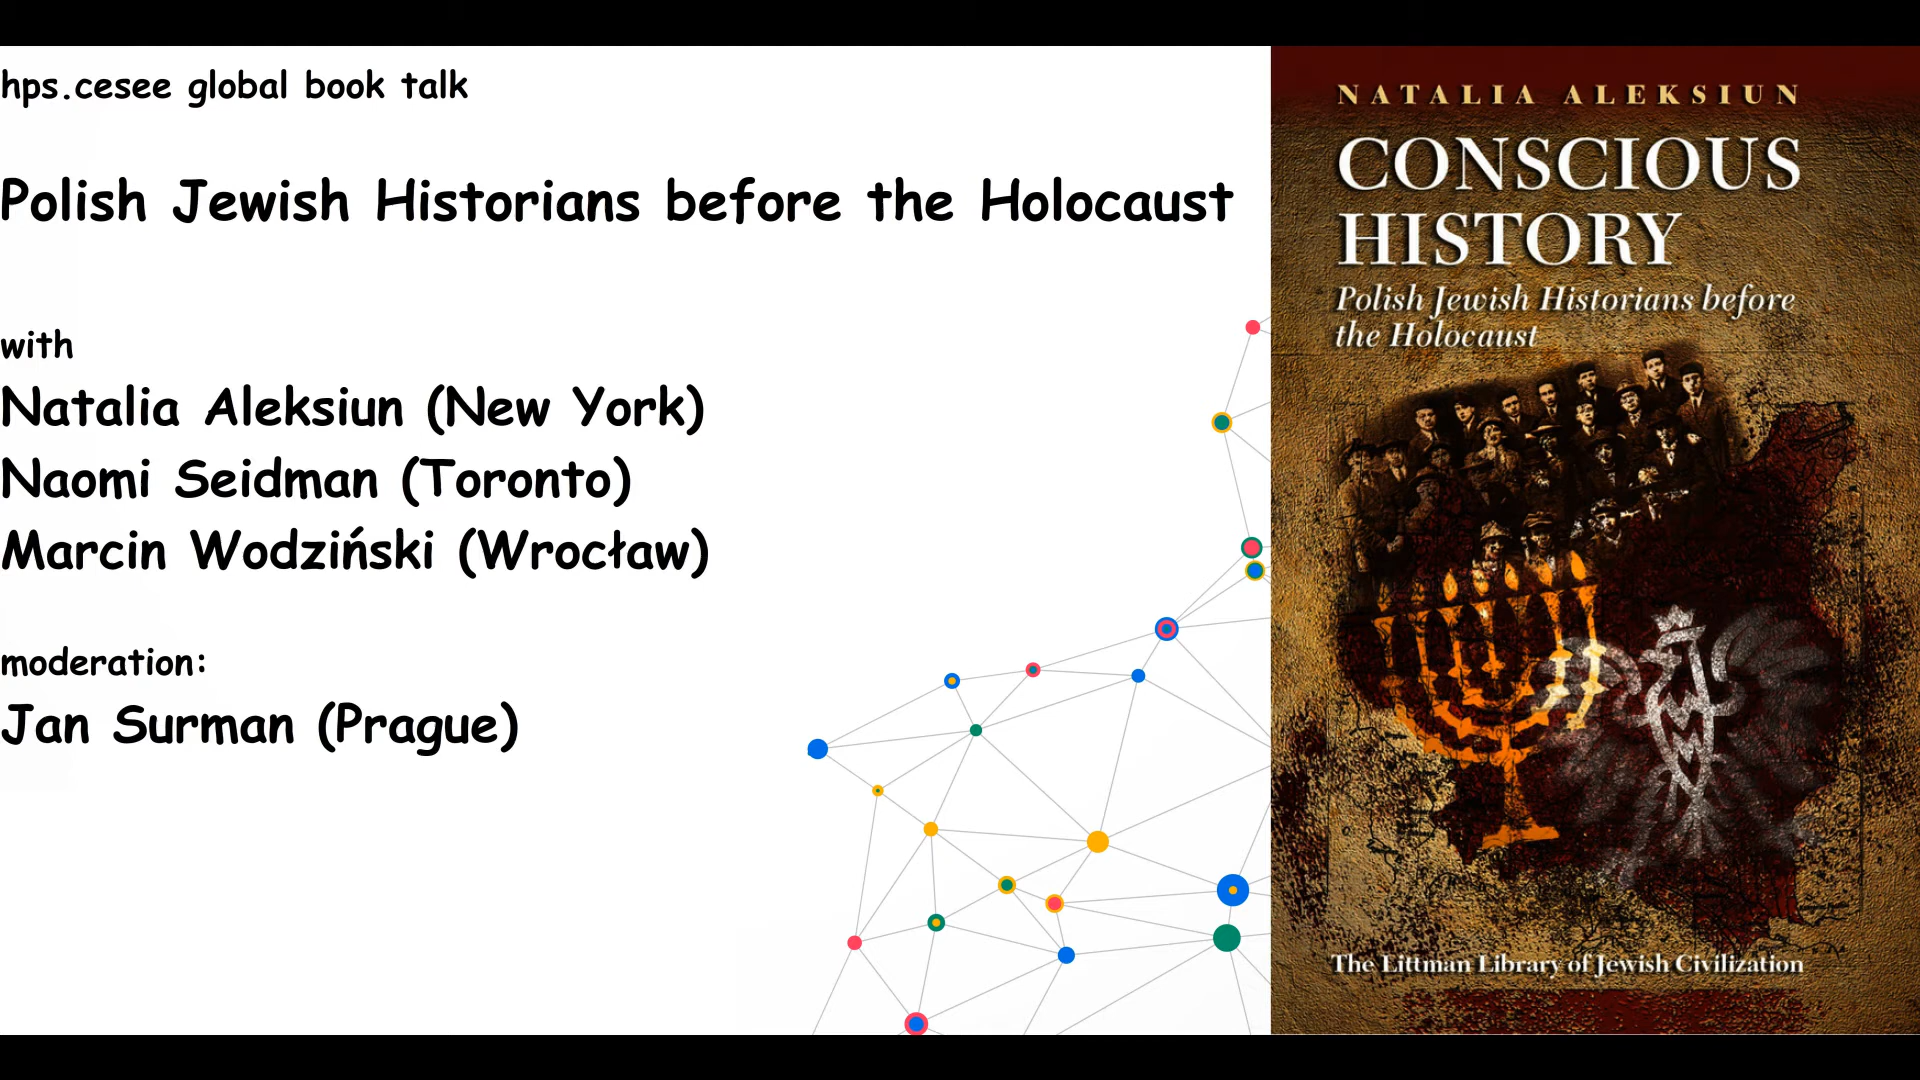 hps.cesee global book talk
Polish Jewish Historians before the Holocaust
with
Natalia Aleksiun (New York)
Naomi Seidman (Toronto)
Marcin Wodziński (Wrocław)
moderation:
Jan Surman (Prague)
NATALIA ALEKSIUN
CONSCIOUS
HISTORY
Polish Jewish Historians before
the Holocaust
The Littman Library of Jewish Civilization